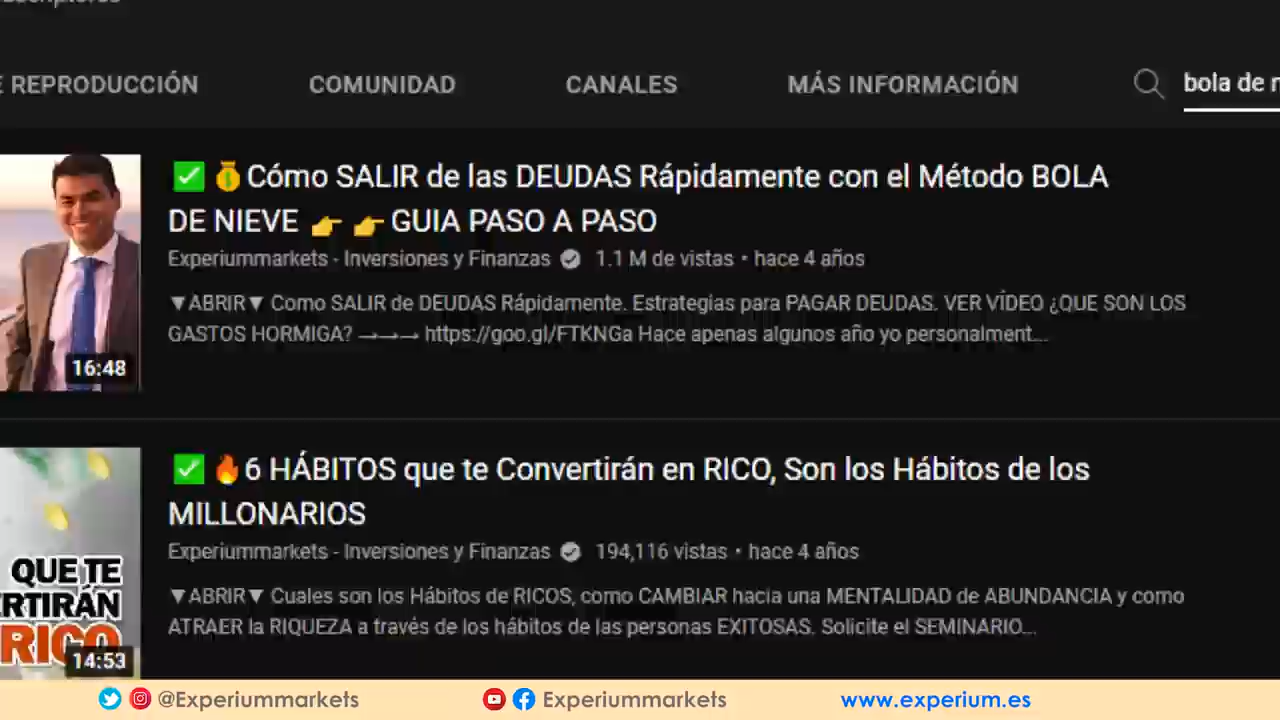 REPRODUCCIÓN COMUNIDAD CANALES MÁS INFORMACIÓN bola de
✅💰Cómo SALIR de las DEUDAS Rápidamente con el Método BOLA
DE NIEVE 👉 👉 GUIA PASO A PASO
Experiummarkets - Inversiones y Finanzas 1.1 M de vistas • hace 4 años
▼ABRIR▼ Como SALIR de DEUDAS Rápidamente. Estrategias para PAGAR DEUDAS. VER VÍDEO ¿QUE SON LOS
GASTOS HORMIGA? →→→ https://goo.gl/FTKNGa Hace apenas algunos año yo personalment...
16:48
✅🔥6 HÁBITOS que te Convertirán en RICO, Son los Hábitos de los
MILLONARIOS
Experiummarkets - Inversiones y Finanzas 194,116 vistas • hace 4 años
▼ABRIR▼ Cuales son los Hábitos de RICOS, como CAMBIAR hacia una MENTALIDAD de ABUNDANCIA y como
ATRAER la RIQUEZA a través de los hábitos de las personas EXITOSAS. Solicite el SEMINARIO...
QUE TE
ERTIRÁN
RICO
14:53
@Experiummarkets Experiummarkets www.experium.es